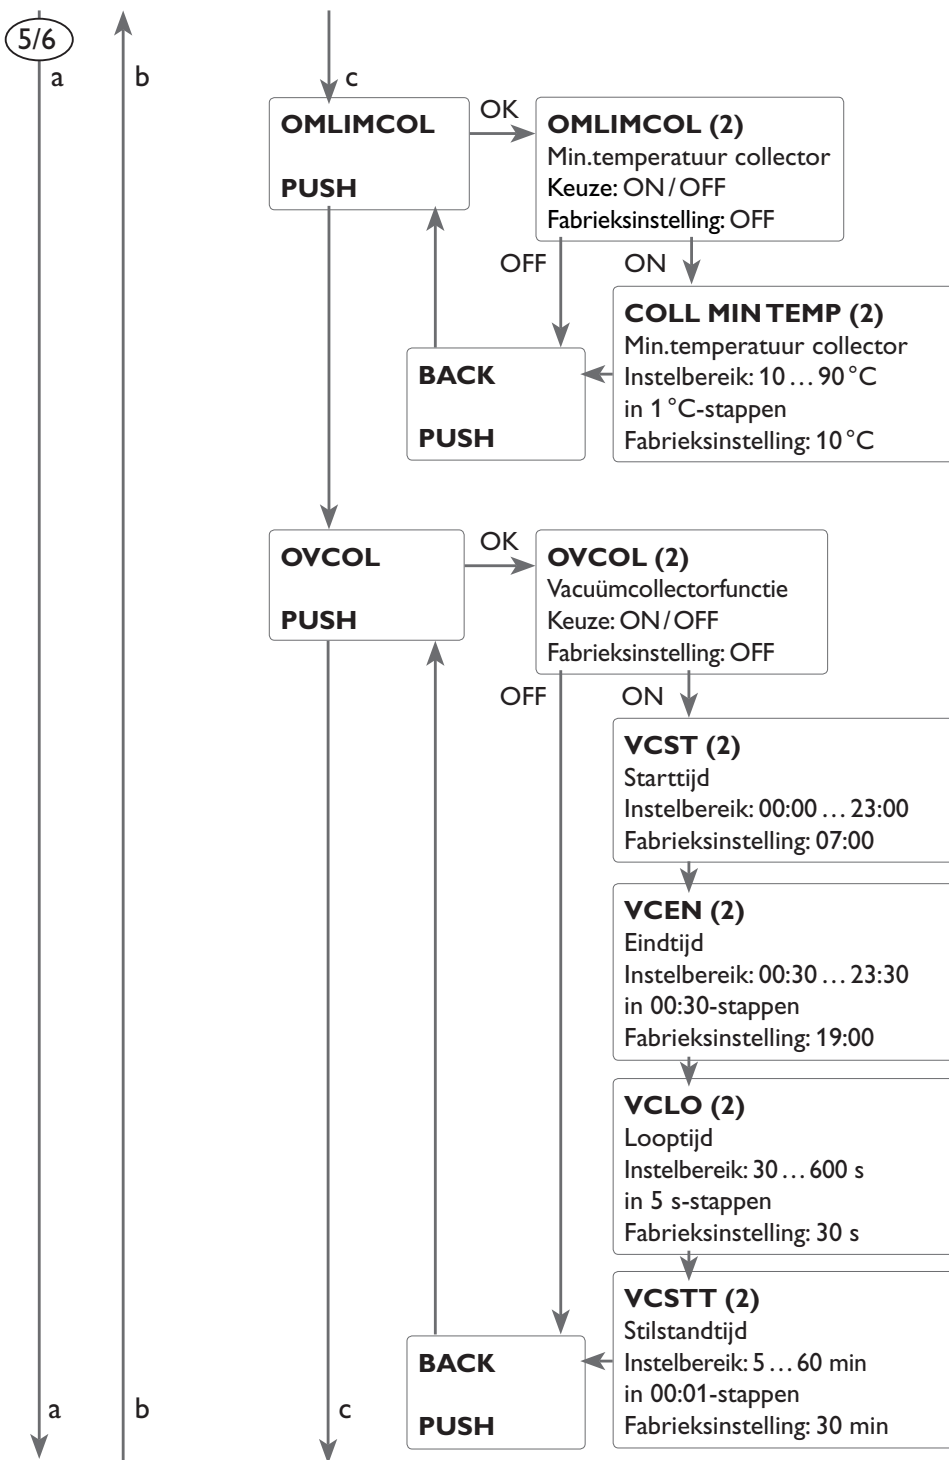 5/6
a
b
c
OMLIMCOL
PUSH
OK
OMLIMCOL (2)
Min.temperatuur collector
Keuze: ON / OFF
Fabrieksinstelling: OFF
OFF
ON
COLL MIN TEMP (2)
Min.temperatuur collector
Instelbereik: 10 … 90 °C
in 1 °C-stappen
Fabrieksinstelling: 10 °C
BACK
PUSH
OVCOL
PUSH
OK
OVCOL (2)
Vacuümcollectorfunctie
Keuze: ON / OFF
Fabrieksinstelling: OFF
OFF
ON
VCST (2)
Starttijd
Instelbereik: 00:00 … 23:00
Fabrieksinstelling: 07:00
VCEN (2)
Eindtijd
Instelbereik: 00:30 … 23:30
in 00:30-stappen
Fabrieksinstelling: 19:00
VCLO (2)
Looptijd
Instelbereik: 30 … 600 s
in 5 s-stappen
Fabrieksinstelling: 30 s
VCSTT (2)
Stilstandtijd
Instelbereik: 5 … 60 min
in 00:01-stappen
Fabrieksinstelling: 30 min
BACK
PUSH
a
b
c